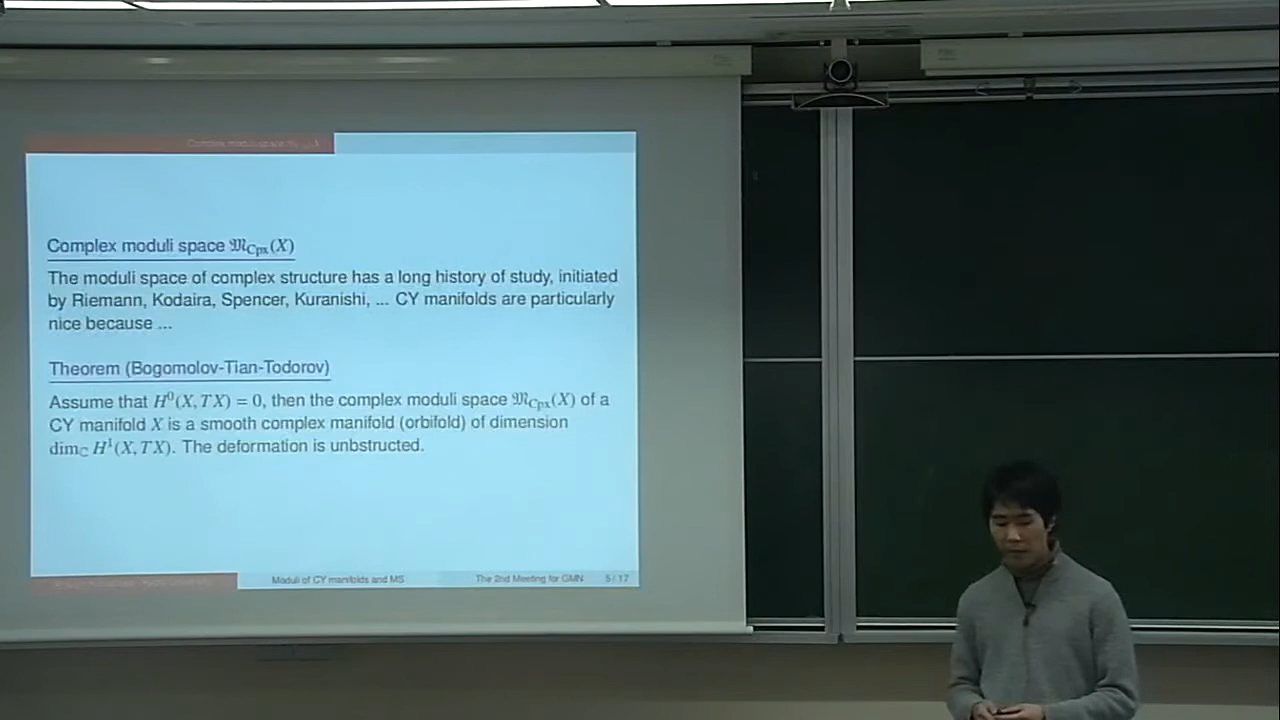 Complex moduli space 𝔐_Cpx(X)
The moduli space of complex structure has a long history of study, initiated
by Riemann, Kodaira, Spencer, Kuranishi, ... CY manifolds are particularly
nice because ...
Theorem (Bogomolov-Tian-Todorov)
Assume that H⁰(X, TX) = 0, then the complex moduli space 𝔐_Cpx(X) of a
CY manifold X is a smooth complex manifold (orbifold) of dimension
dim_ℂ H¹(X, TX). The deformation is unbstructed.
Moduli of CY manifolds and MS The 2nd Meeting for GMN 5 / 17